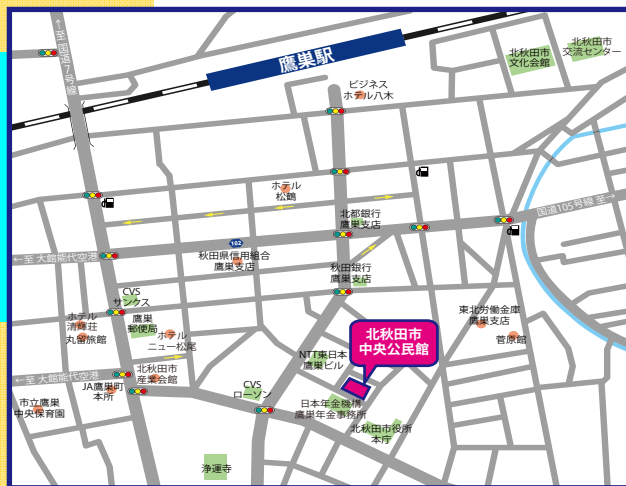 ←至 国道7号線
鷹巣駅
北秋田市
文化会館
北秋田市
交流センター
ビジネス
ホテル八木
ホテル
松鶴
北都銀行
鷹巣支店
国道105号線 至→
102
←至 大館能代空港
秋田県信用組合
鷹巣支店
秋田銀行
鷹巣支店
CVS
サンクス
ホテル
清輝荘
丸留旅館
鷹巣
郵便局
ホテル
ニュー松尾
東北労働金庫
鷹巣支店
菅原館
北秋田市
中央公民館
NTT東日本
鷹巣ビル
←至 大館能代空港
北秋田市
産業会館
JA鷹巣町
本所
市立鷹巣
中央保育園
CVS
ローソン
日本年金機構
鷹巣年金事務所
北秋田市役所
本庁
浄運寺